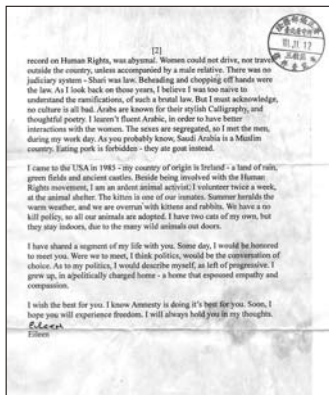 [2]
record on Human Rights, was abysmal. Women could not drive, nor travel
outside the country, unless accompanied by a male relative. There was no
judiciary system - Shari was law. Beheading and chopping off hands were
the law. As I look back on those years, I believe I was too naive to
understand the ramifications, of such a brutal law. But I must acknowledge,
no culture is all bad. Arabs are known for their stylish Calligraphy, and
thoughtful poetry. I learn't fluent Arabic, in order to have better
interactions with the women. The sexes are segregated, so I met the men,
during my work day. As you probably know, Saudi Arabia is a Muslim
country. Eating pork is forbidden - they ate goat instead.
I came to the USA in 1985 - my country of origin is Ireland - a land of rain,
green fields and ancient castles. Beside being involved with the Human
Rights movement, I am an ardent animal activist. I volunteer twice a week,
at the animal shelter. The kitten is one of our inmates. Summer heralds the
warm weather, and we are overrun with kittens and rabbits. We have a no
kill policy, so all our animals are adopted. I have two cats of my own, but
they stay indoors, due to the many wild animals out doors.
I have shared a segment of my life with you. Some day, I would be honored
to meet you. Were we to meet, I think politics, would be the conversation of
choice. As to my politics, I would describe myself, as left of progressive. I
grew up, in a politically charged home - a home that espoused empathy and
compassion.
I wish the best for you. I know Amnesty is doing it's best for you. Soon, I
hope you will experience freedom. I will always hold you in my thoughts.
Eileen
Eileen